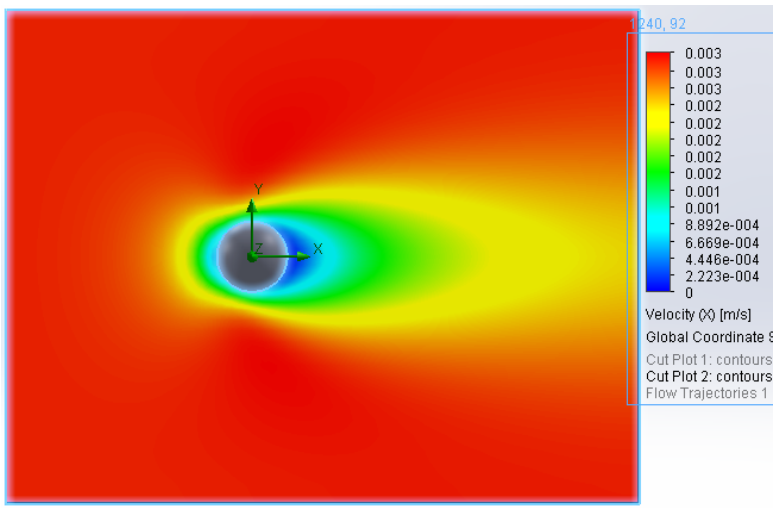 240, 92
Y
Z X
0.003
0.003
0.003
0.002
0.002
0.002
0.002
0.002
0.001
0.001
8.892e-004
6.669e-004
4.446e-004
2.223e-004
0
Velocity (X) [m/s]
Global Coordinate S
Cut Plot 1: contours
Cut Plot 2: contours
Flow Trajectories 1